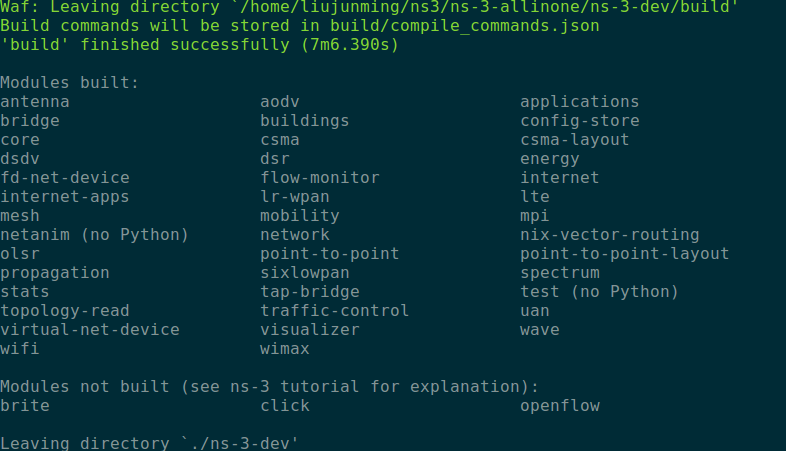 Waf: Leaving directory `/home/liujunming/ns3/ns-3-allinone/ns-3-dev/build'
Build commands will be stored in build/compile_commands.json
'build' finished successfully (7m6.390s)
Modules built:
antenna aodv applications
bridge buildings config-store
core csma csma-layout
dsdv dsr energy
fd-net-device flow-monitor internet
internet-apps lr-wpan lte
mesh mobility mpi
netanim (no Python) network nix-vector-routing
olsr point-to-point point-to-point-layout
propagation sixlowpan spectrum
stats tap-bridge test (no Python)
topology-read traffic-control uan
virtual-net-device visualizer wave
wifi wimax
Modules not built (see ns-3 tutorial for explanation):
brite click openflow
Leaving directory `./ns-3-dev'